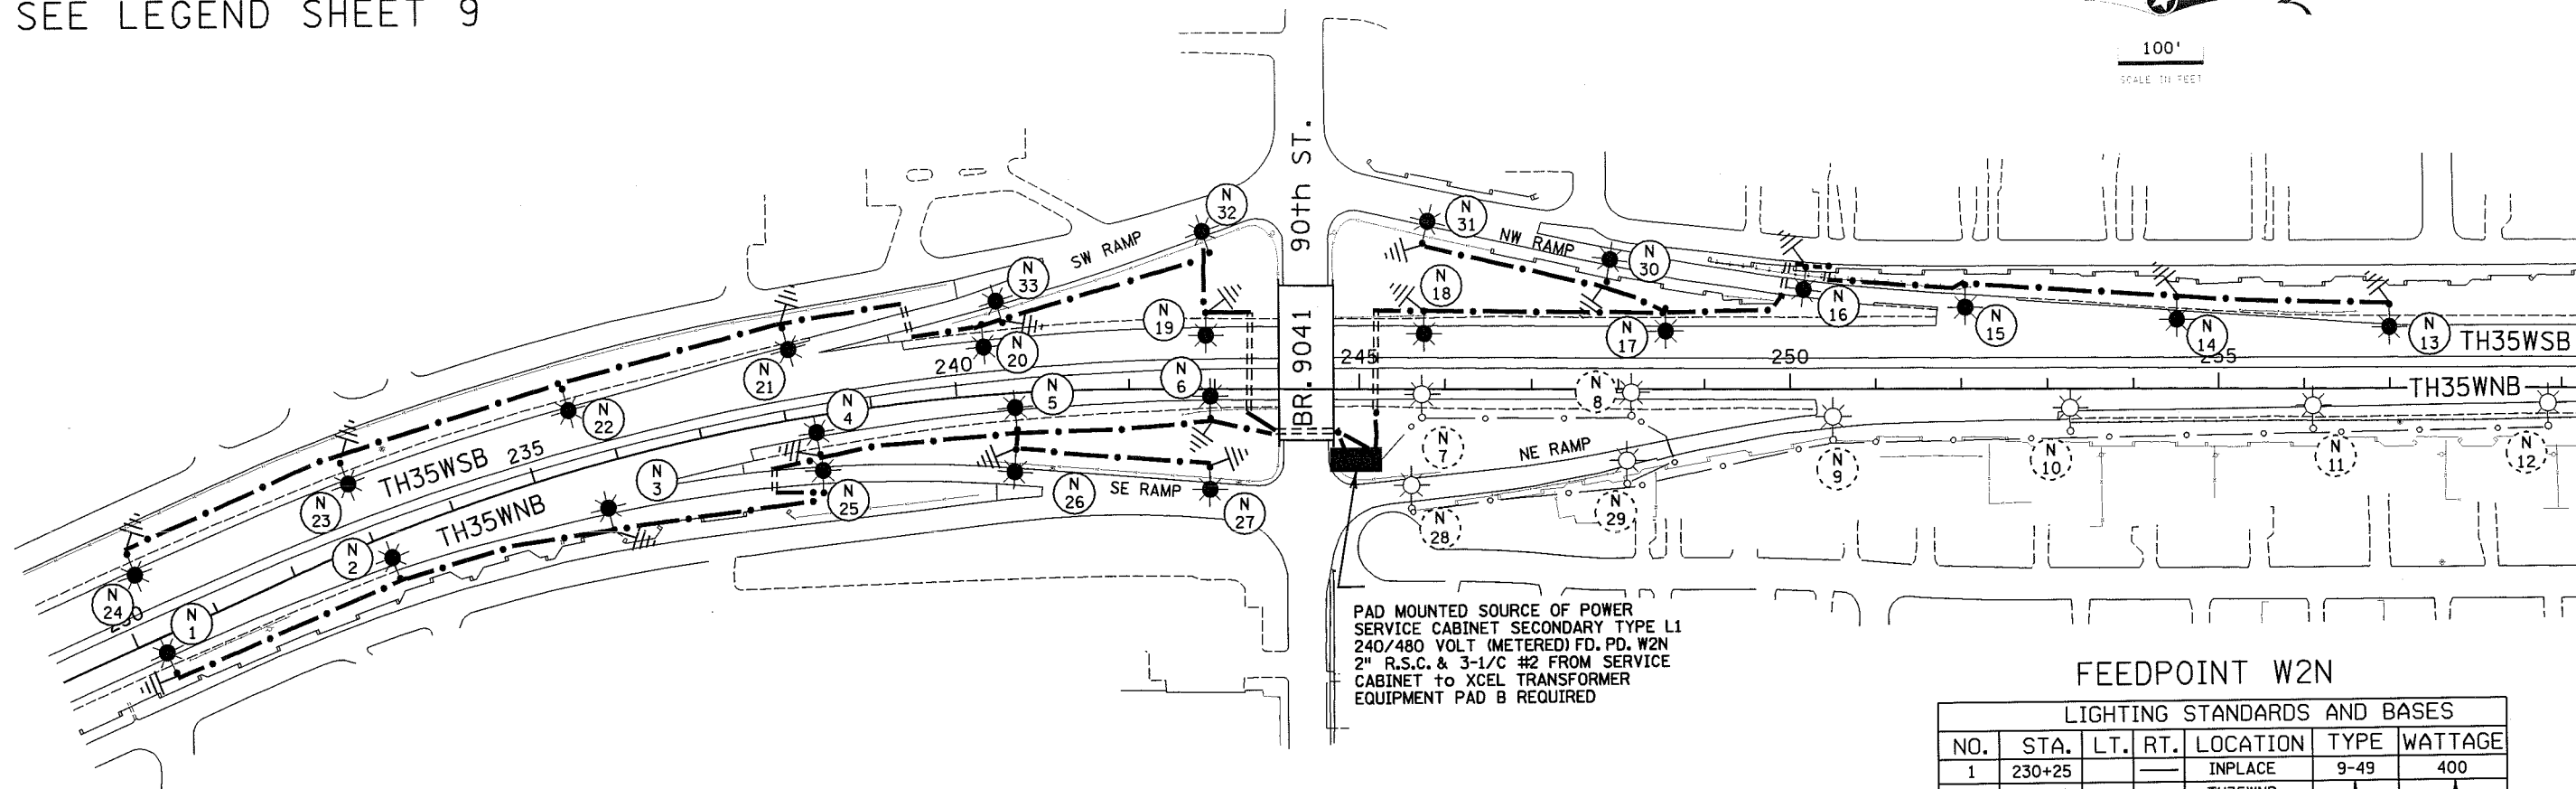 SEE LEGEND SHEET 9
100'
SCALE IN FEET
90th ST.
N
32
N
31
NW RAMP
SW RAMP
N
30
N
33
N
18
N
19
N
16
N
17
N
15
N
14
N
13
TH35WSB
BR. 9041
N
20
N
21
240
245
250
255
N
6
N
5
N
4
N
8
TH35WNB
N
22
TH35WSB 235
N
3
N
7
NE RAMP
N
9
N
10
N
11
N
12
N
23
TH35WNB
N
25
N
26
SE RAMP
N
27
N
28
N
29
N
2
N
24
230
N
1
PAD MOUNTED SOURCE OF POWER
SERVICE CABINET SECONDARY TYPE L1
240/480 VOLT (METERED) FD. PD. W2N
2" R.S.C. & 3-1/C #2 FROM SERVICE
CABINET to XCEL TRANSFORMER
EQUIPMENT PAD B REQUIRED
FEEDPOINT W2N
LIGHTING STANDARDS AND BASES
NO. STA. LT. RT. LOCATION TYPE WATTAGE
1 230+25 INPLACE 9-49 400